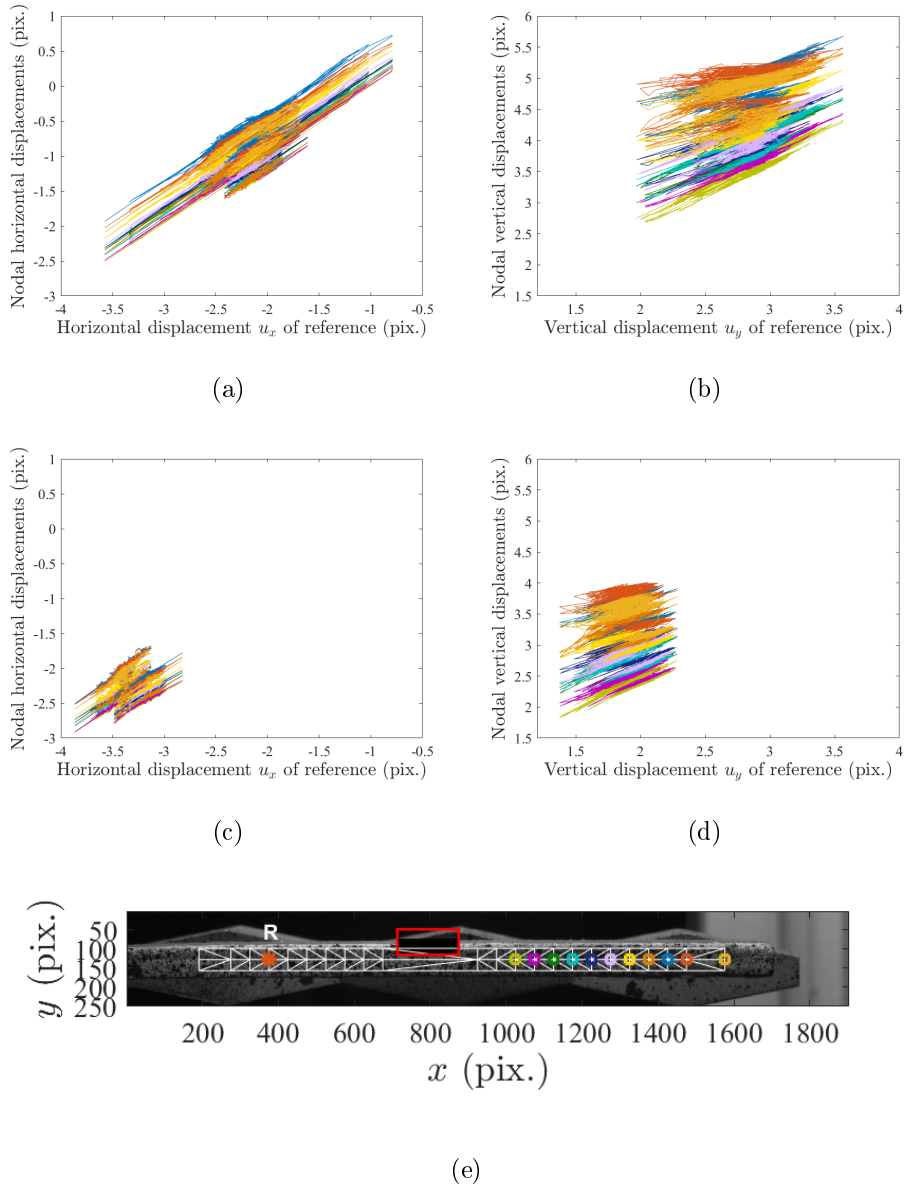 1
0.5
0
-0.5
-1
-1.5
-2
-2.5
-3
-4 -3.5 -3 -2.5 -2 -1.5 -1 -0.5
Nodal horizontal displacements (pix.)
Horizontal displacement u_x of reference (pix.)
(a)
6
5.5
5
4.5
4
3.5
3
2.5
2
1.5
1.5 2 2.5 3 3.5 4
Nodal vertical displacements (pix.)
Vertical displacement u_y of reference (pix.)
(b)
1
0.5
0
-0.5
-1
-1.5
-2
-2.5
-3
-4 -3.5 -3 -2.5 -2 -1.5 -1 -0.5
Nodal horizontal displacements (pix.)
Horizontal displacement u_x of reference (pix.)
(c)
6
5.5
5
4.5
4
3.5
3
2.5
2
1.5
1.5 2 2.5 3 3.5 4
Nodal vertical displacements (pix.)
Vertical displacement u_y of reference (pix.)
(d)
R
50
100
150
200
250
y (pix.)
200 400 600 800 1000 1200 1400 1600 1800
x (pix.)
(e)